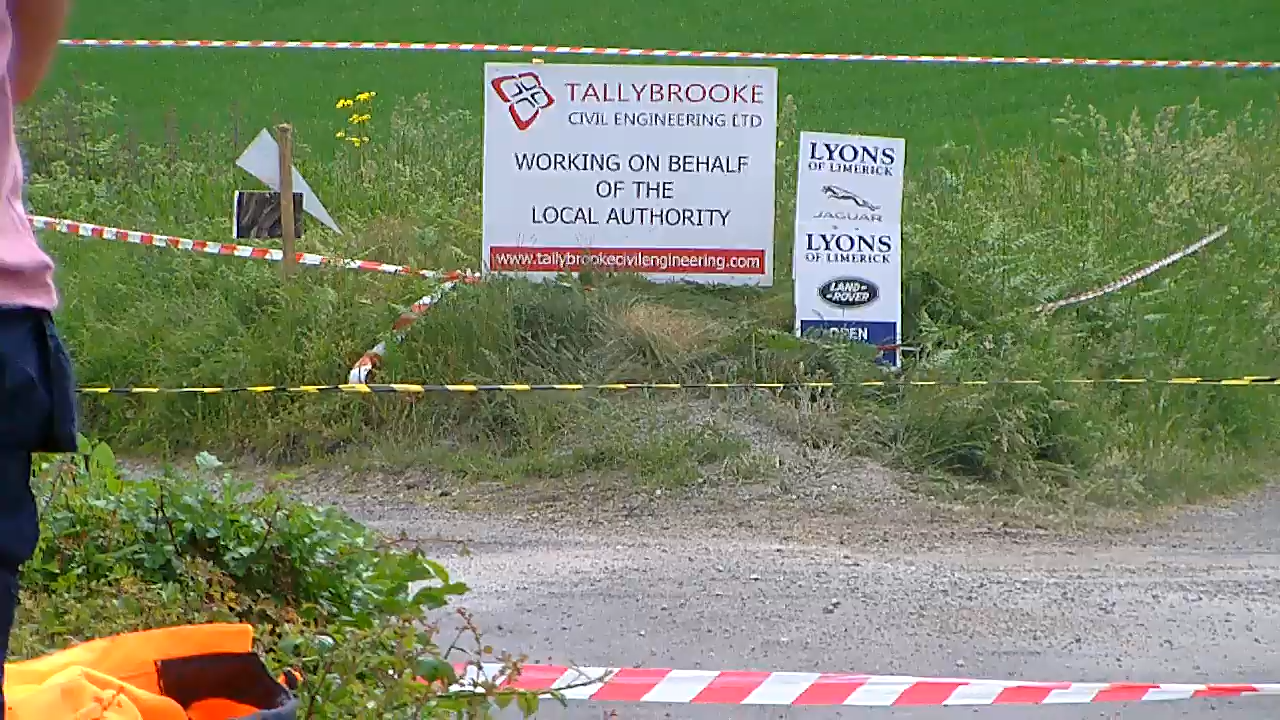 TALLYBROOKE
CIVIL ENGINEERING LTD
WORKING ON BEHALF
OF THE
LOCAL AUTHORITY
www.tallybrookecivilengineering.com
LYONS
OF LIMERICK
JAGUAR
LYONS
OF LIMERICK
LAND-
-ROVER
OPEN